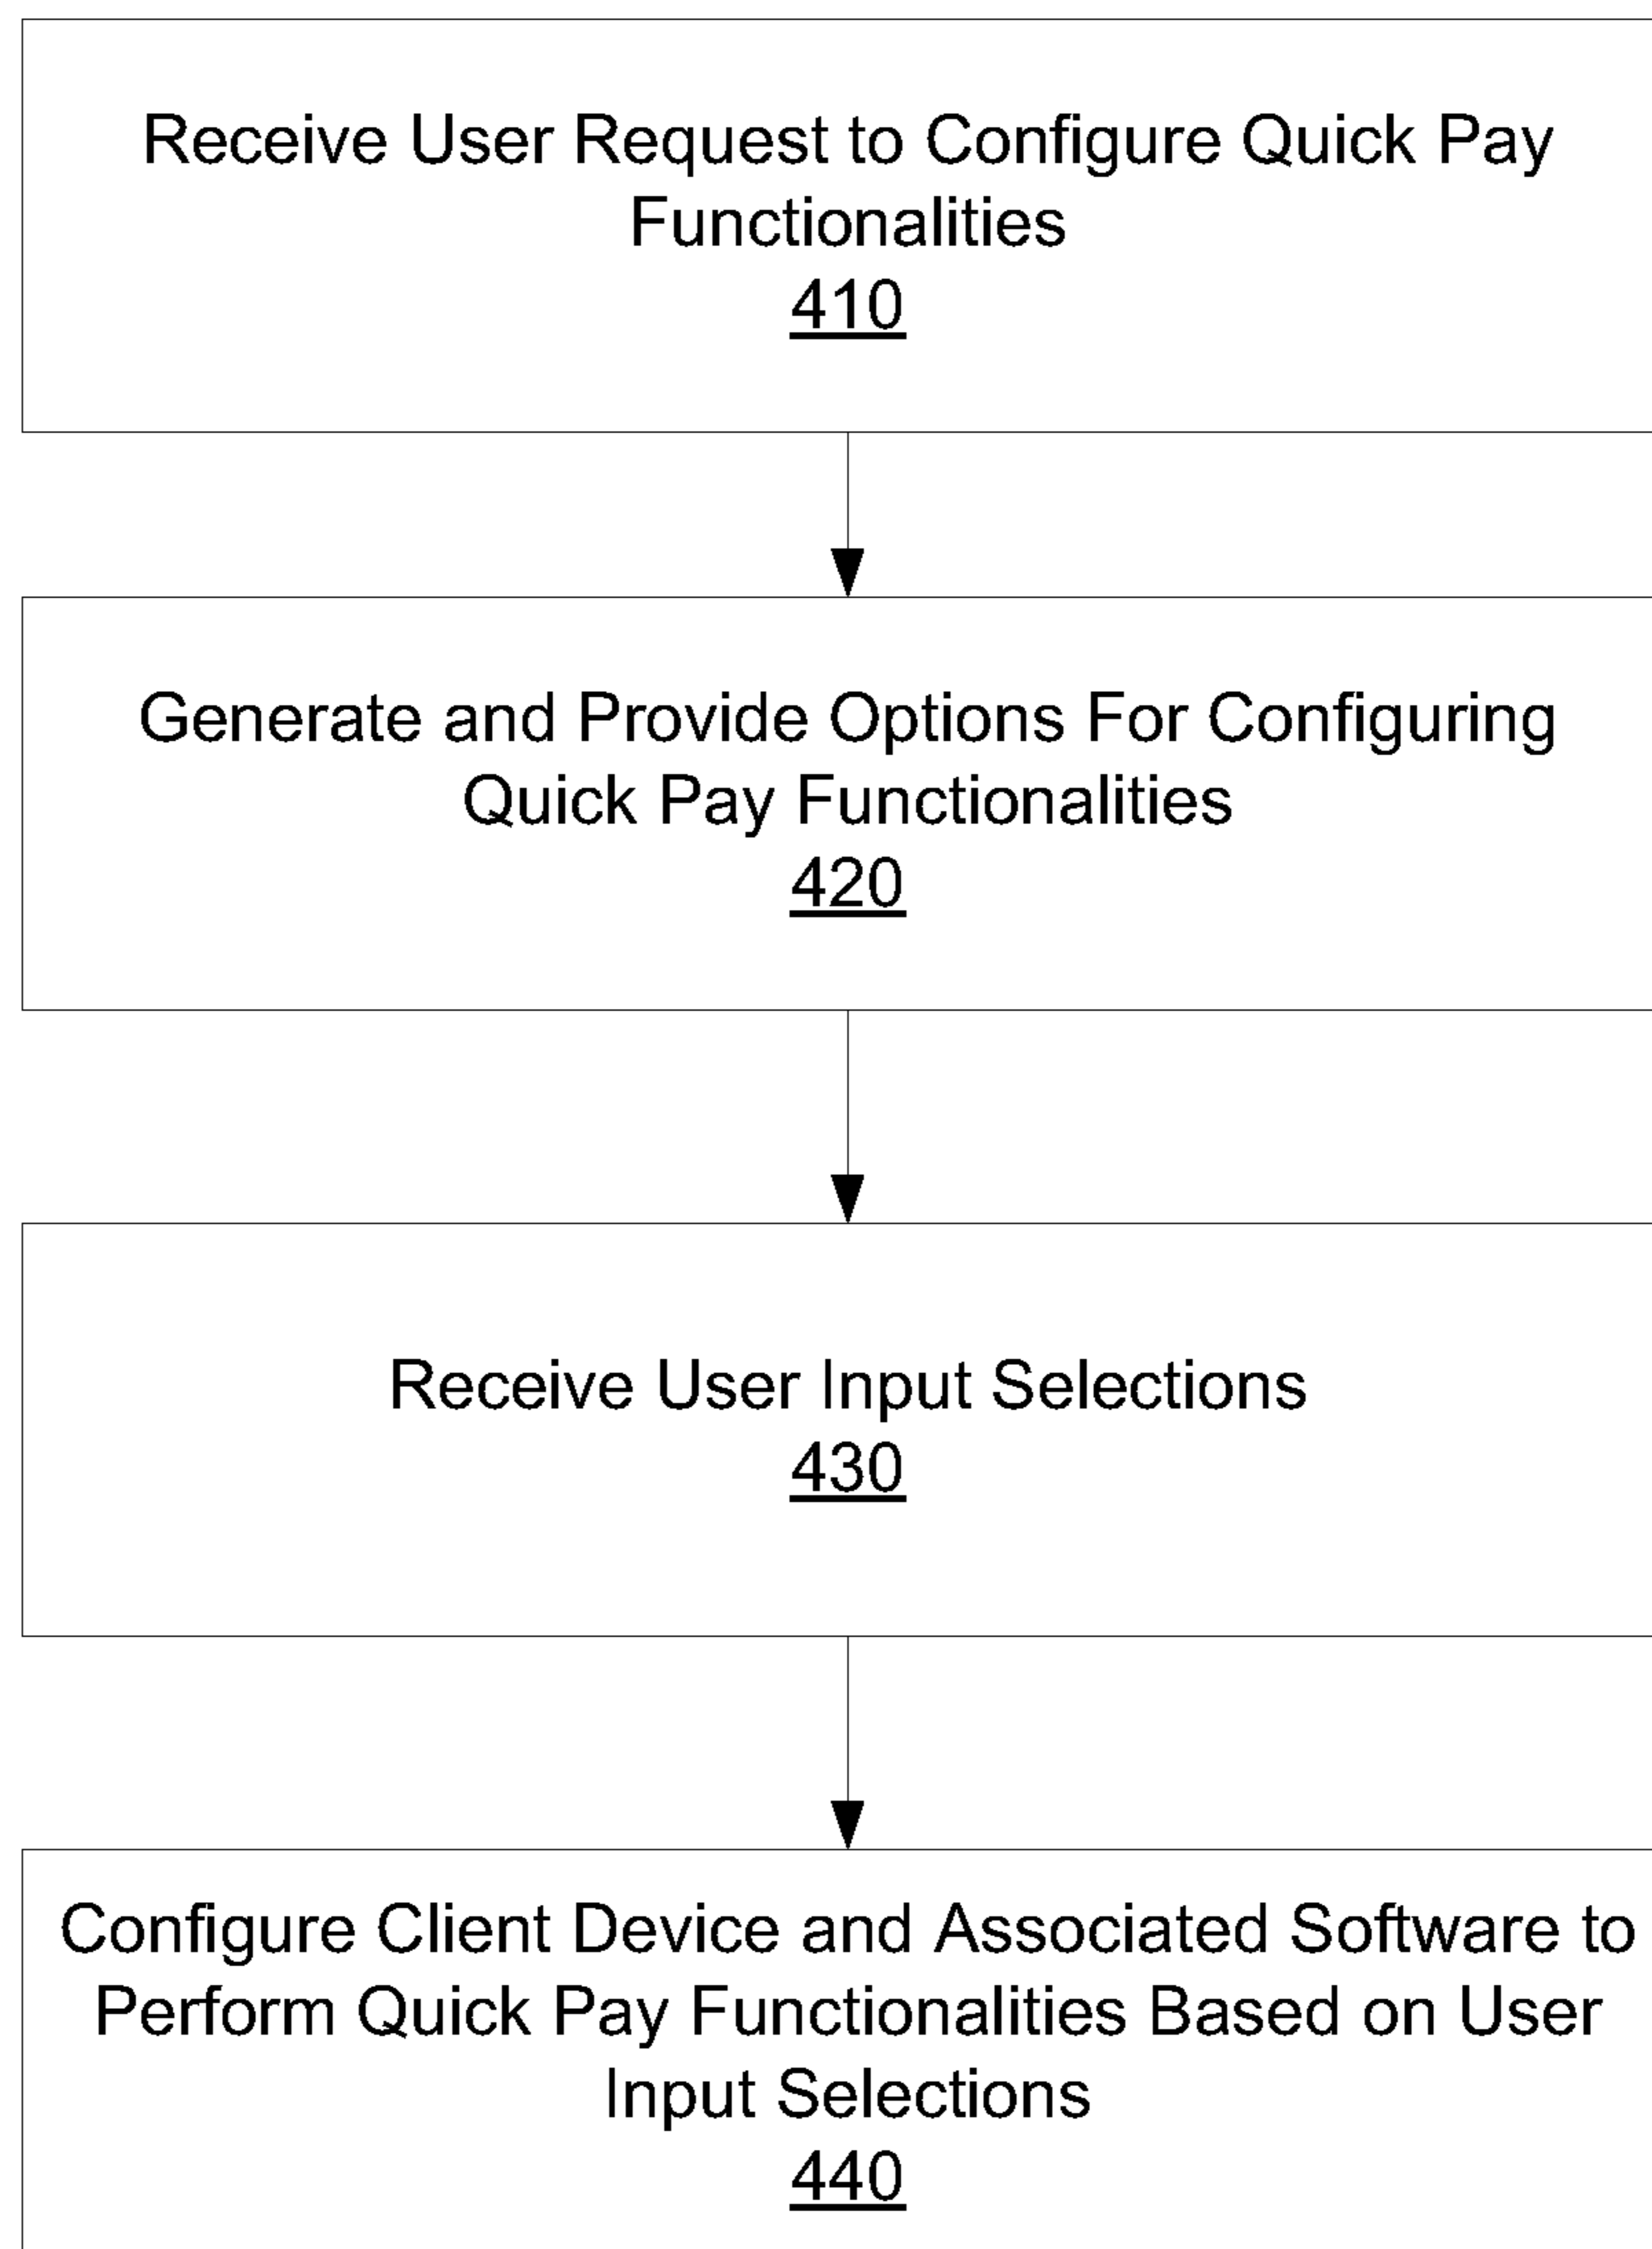 Receive User Request to Configure Quick Pay
Functionalities
410
Generate and Provide Options For Configuring
Quick Pay Functionalities
420
Receive User Input Selections
430
Configure Client Device and Associated Software to
Perform Quick Pay Functionalities Based on User
Input Selections
440